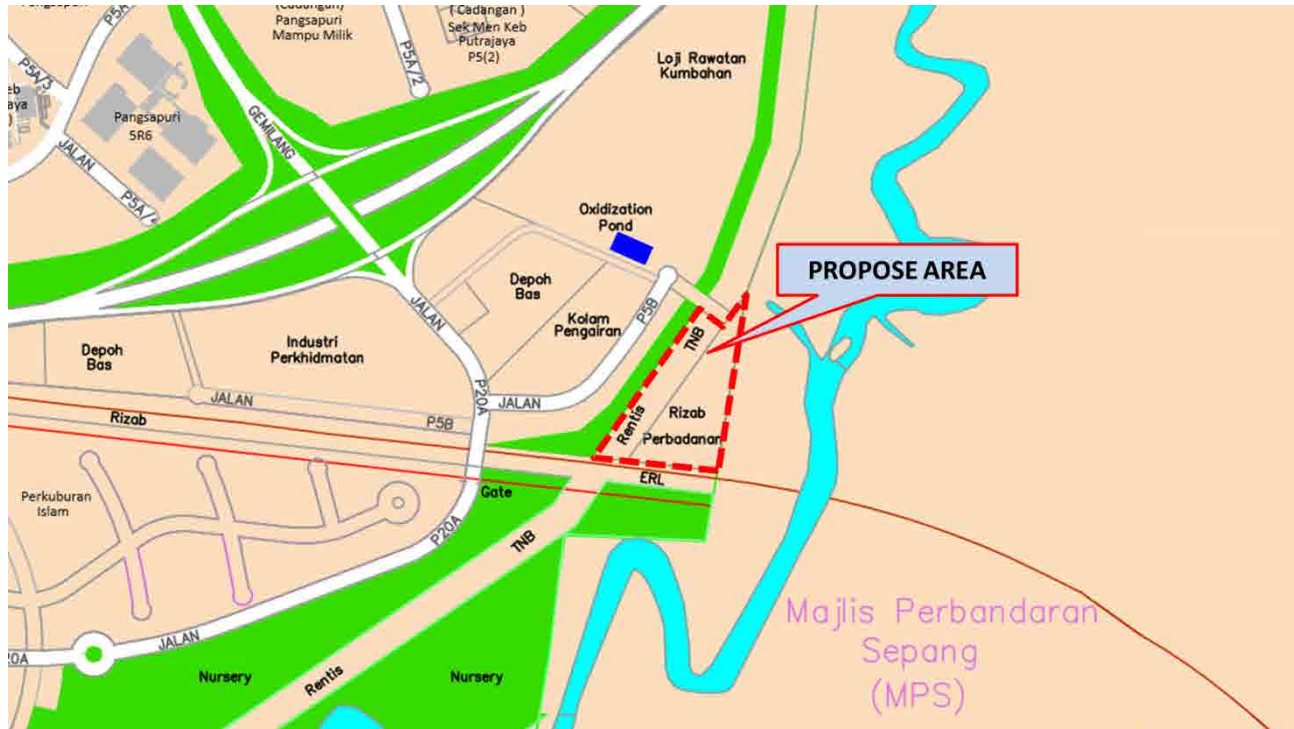 P5A
(Cadangan)
Pangsapuri
Mampu Milik
( Cadangan )
Sek Men Keb
Putrajaya
P5(2)
P5A/3
P5A/2
Loji Rawatan
Kumbahan
Pangsapuri
5R6
GEMILANG
JALAN
P5A/4
Oxidization
Pond
PROPOSE AREA
Depoh
Bas
Kolam
Pengairan
P5B
JALAN
TNB
Industri
Perkhidmatan
Depoh
Bas
P20A
JALAN
JALAN
P5B
Rizab
Rentis
Rizab
Perbadanan
ERL
Gate
Perkuburan
Islam
P20A
TNB
JALAN
Nursery
Rentis
Nursery
Majlis Perbandaran
Sepang
(MPS)